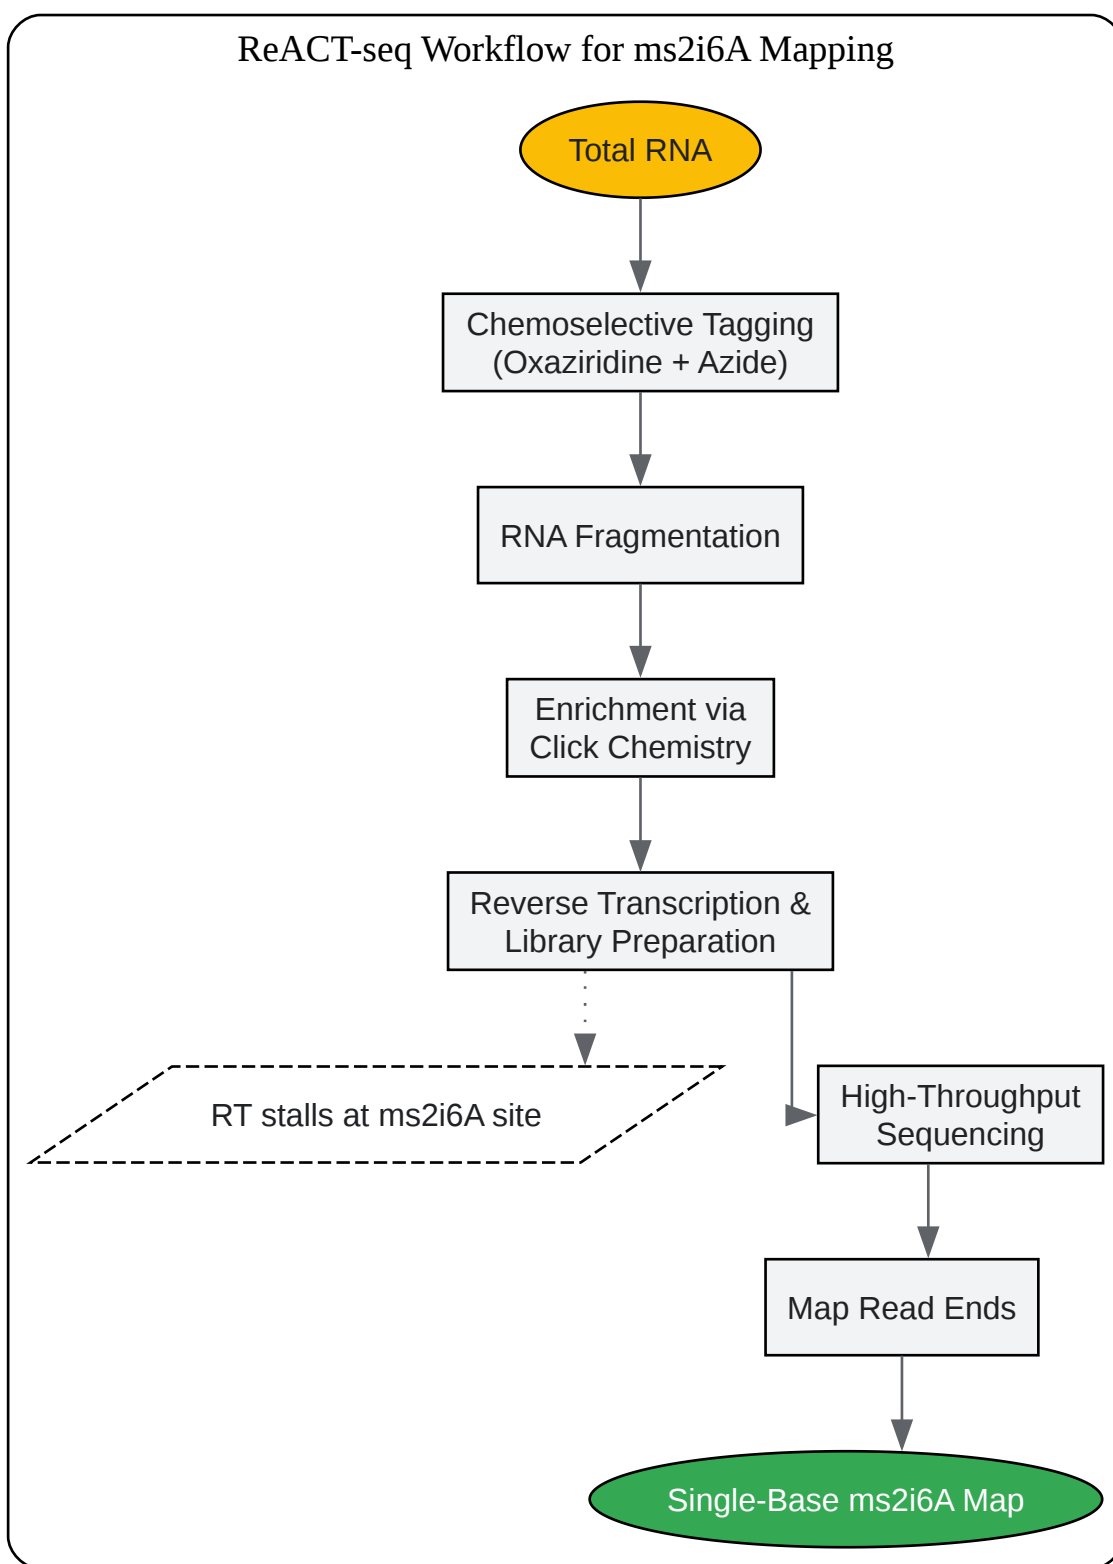 ReACT-seq Workflow for ms2i6A Mapping
Total RNA
Chemoselective Tagging
(Oxaziridine + Azide)
RNA Fragmentation
Enrichment via
Click Chemistry
Reverse Transcription &
Library Preparation
RT stalls at ms2i6A site
High-Throughput
Sequencing
Map Read Ends
Single-Base ms2i6A Map